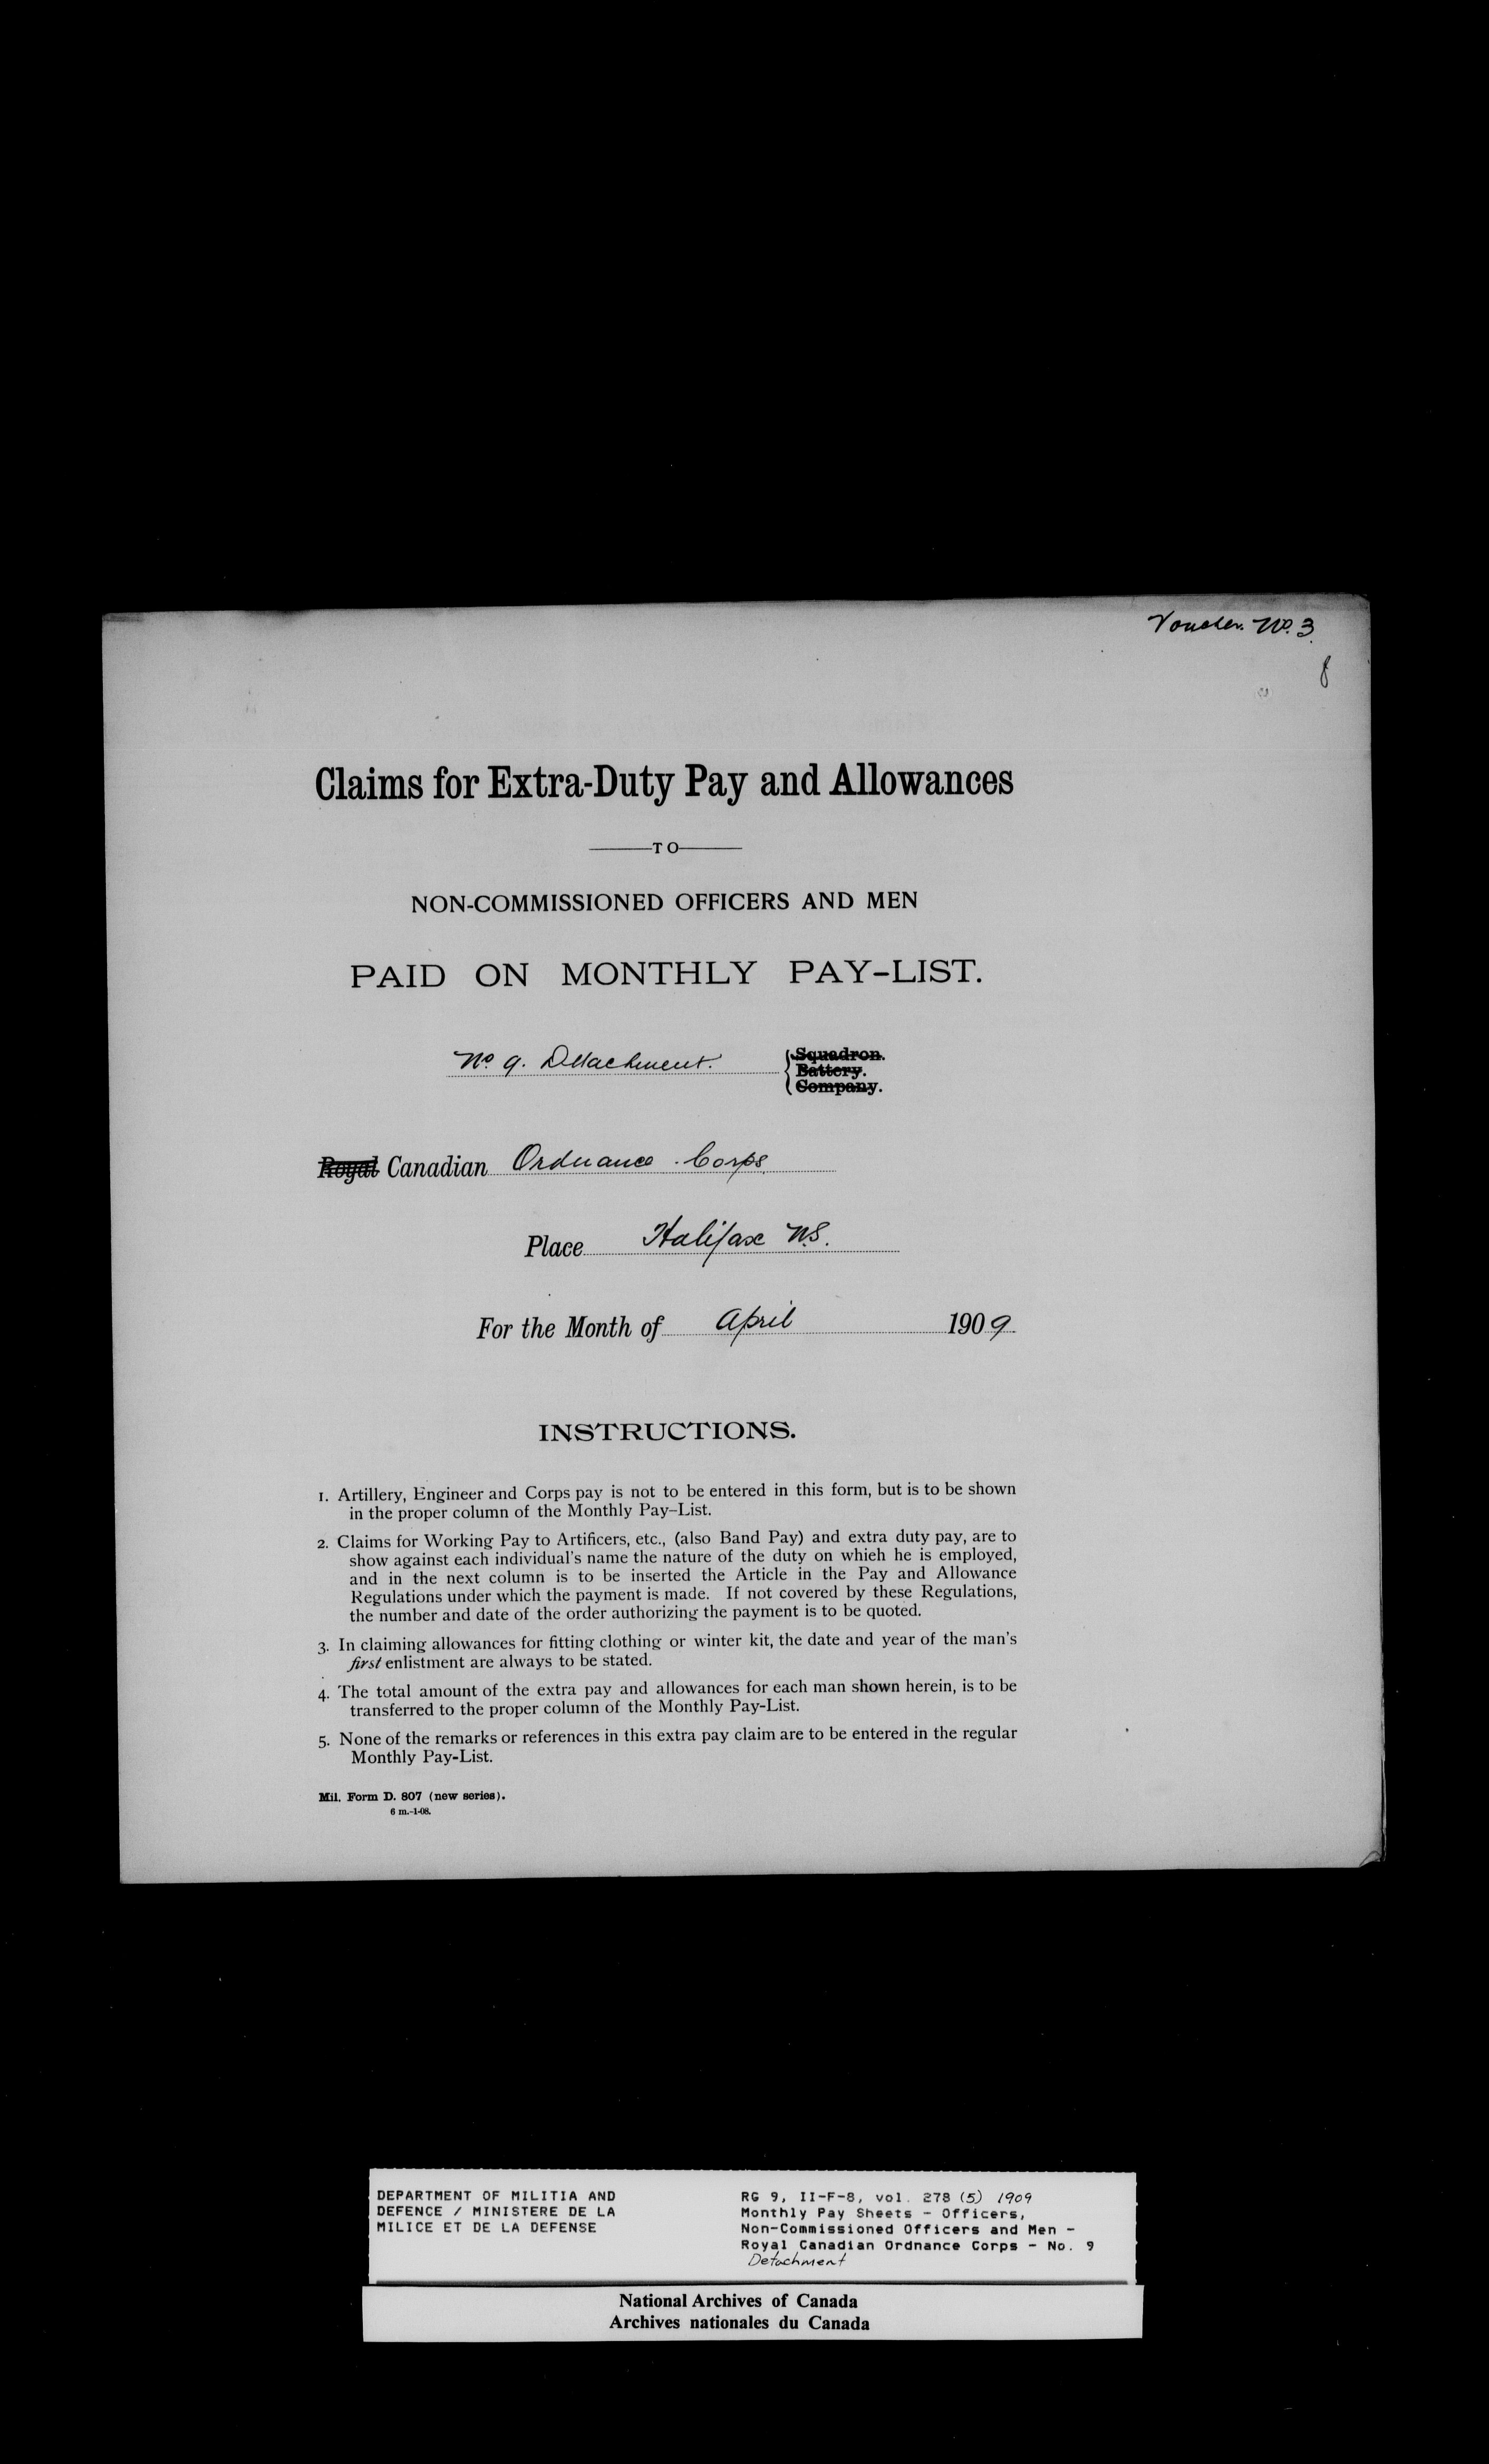 Voucher. No. 3.
8
Claims for Extra-Duty Pay and Allowances
TO
NON-COMMISSIONED OFFICERS AND MEN
PAID ON MONTHLY PAY-LIST.
No 9. Detachment.
Squadron.
Battery.
Company.
Royal Canadian Ordnance Corps.
Place Halifax N.S.
For the Month of April 1909.
INSTRUCTIONS.
1. Artillery, Engineer and Corps pay is not to be entered in this form, but is to be shown
in the proper column of the Monthly Pay-List.
2. Claims for Working Pay to Artificers, etc., (also Band Pay) and extra duty pay, are to
show against each individual's name the nature of the duty on which he is employed,
and in the next column is to be inserted the Article in the Pay and Allowance
Regulations under which the payment is made. If not covered by these Regulations,
the number and date of the order authorizing the payment is to be quoted.
3. In claiming allowances for fitting clothing or winter kit, the date and year of the man's
first enlistment are always to be stated.
4. The total amount of the extra pay and allowances for each man shown herein, is to be
transferred to the proper column of the Monthly Pay-List.
5. None of the remarks or references in this extra pay claim are to be entered in the regular
Monthly Pay-List.
Mil. Form D. 807 (new series).
6 m.-1-08.
DEPARTMENT OF MILITIA AND
DEFENCE / MINISTERE DE LA
MILICE ET DE LA DEFENSE
RG 9, II-F-8, vol. 278 (5) 1909
Monthly Pay Sheets - Officers,
Non-Commissioned Officers and Men -
Royal Canadian Ordnance Corps - No. 9
Detachment
National Archives of Canada
Archives nationales du Canada